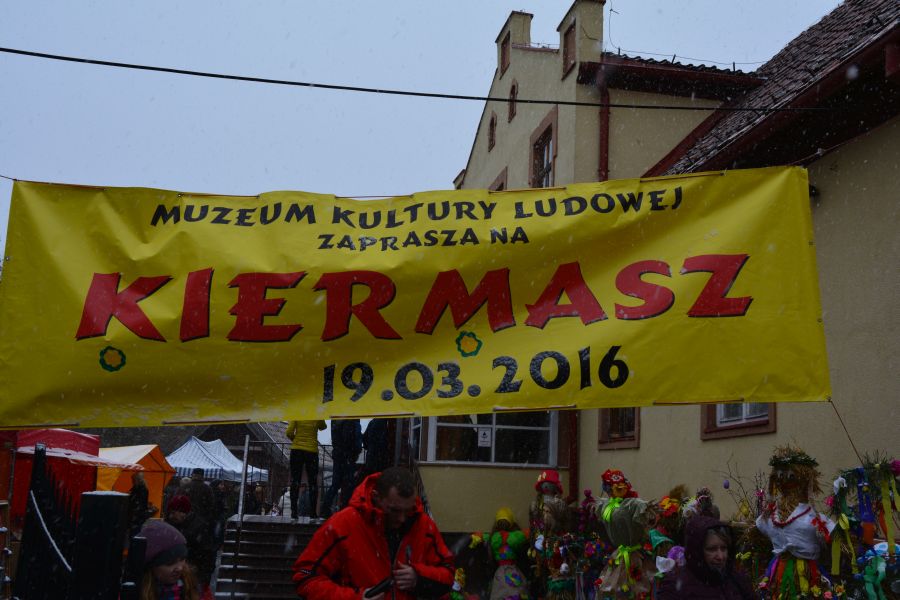 MUZEUM KULTURY LUDOWEJ
ZAPRASZA NA
KIERMASZ
19.03.2016